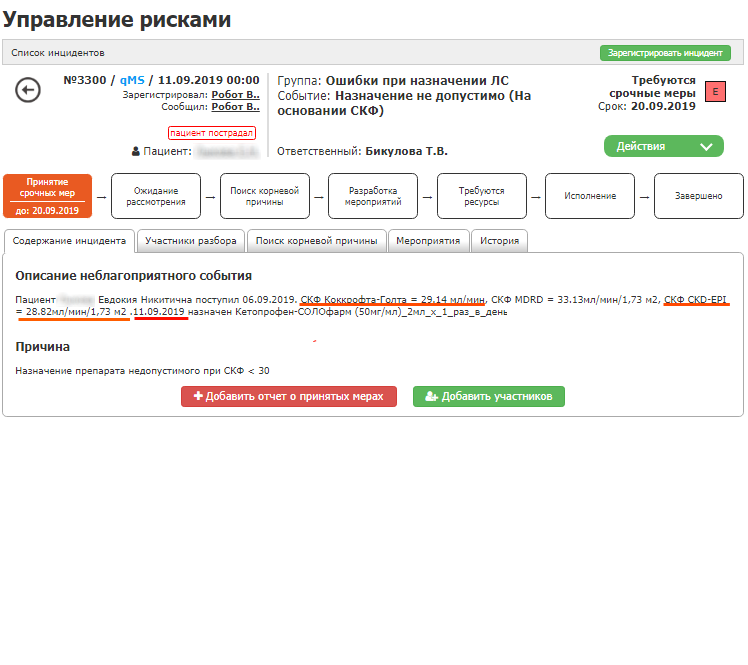 Управление рисками
Список инцидентов
Зарегистрировать инцидент
№3300 / qMS / 11.09.2019 00:00
Зарегистрировал: Робот В..
Сообщил: Робот В..
пациент пострадал
Пациент:
Группа: Ошибки при назначении ЛС
Событие: Назначение не допустимо (На
основании СКФ)
Ответственный: Бикулова Т.В.
Требуются
срочные меры
Срок: 20.09.2019
E
Действия
Принятие
срочных мер
до: 20.09.2019
Ожидание
рассмотрения
Поиск корневой
причины
Разработка
мероприятий
Требуются
ресурсы
Исполнение
Завершено
Содержание инцидента
Участники разбора
Поиск корневой причины
Мероприятия
История
Описание неблагоприятного события
Пациент Евдокия Никитична поступил 06.09.2019. СКФ Коккрофта-Голта = 29,14 мл/мин, СКФ MDRD = 33.13мл/мин/1,73 м2, СКФ CKD-EPI
= 28.82мл/мин/1,73 м2 .11.09.2019 назначен Кетопрофен-СОЛОфарм (50мг/мл)_2мл_х_1_раз_в_день
Причина
Назначение препарата недопустимого при СКФ < 30
Добавить отчет о принятых мерах
Добавить участников